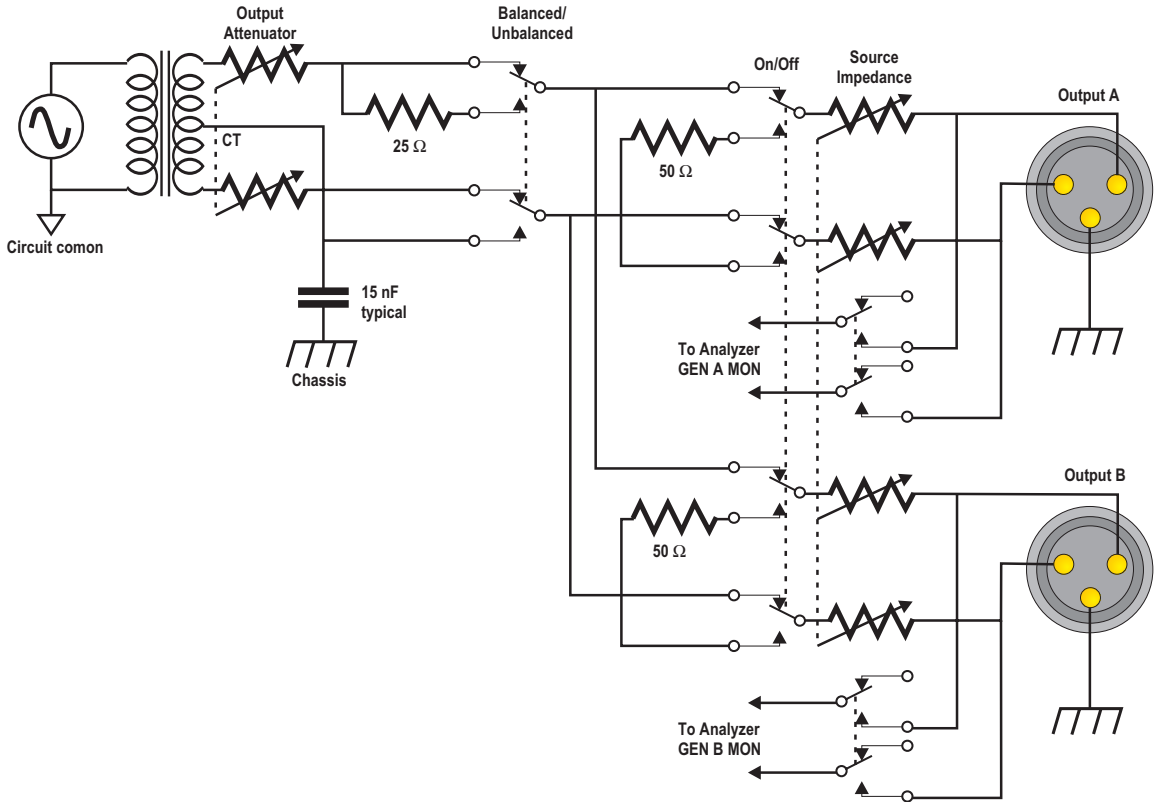 Output
Attenuator
Balanced/
Unbalanced
On/Off
Source
Impedance
Output A
25 Ω
CT
50 Ω
Circuit comon
15 nF
typical
Chassis
To Analyzer
GEN A MON
Output B
50 Ω
To Analyzer
GEN B MON